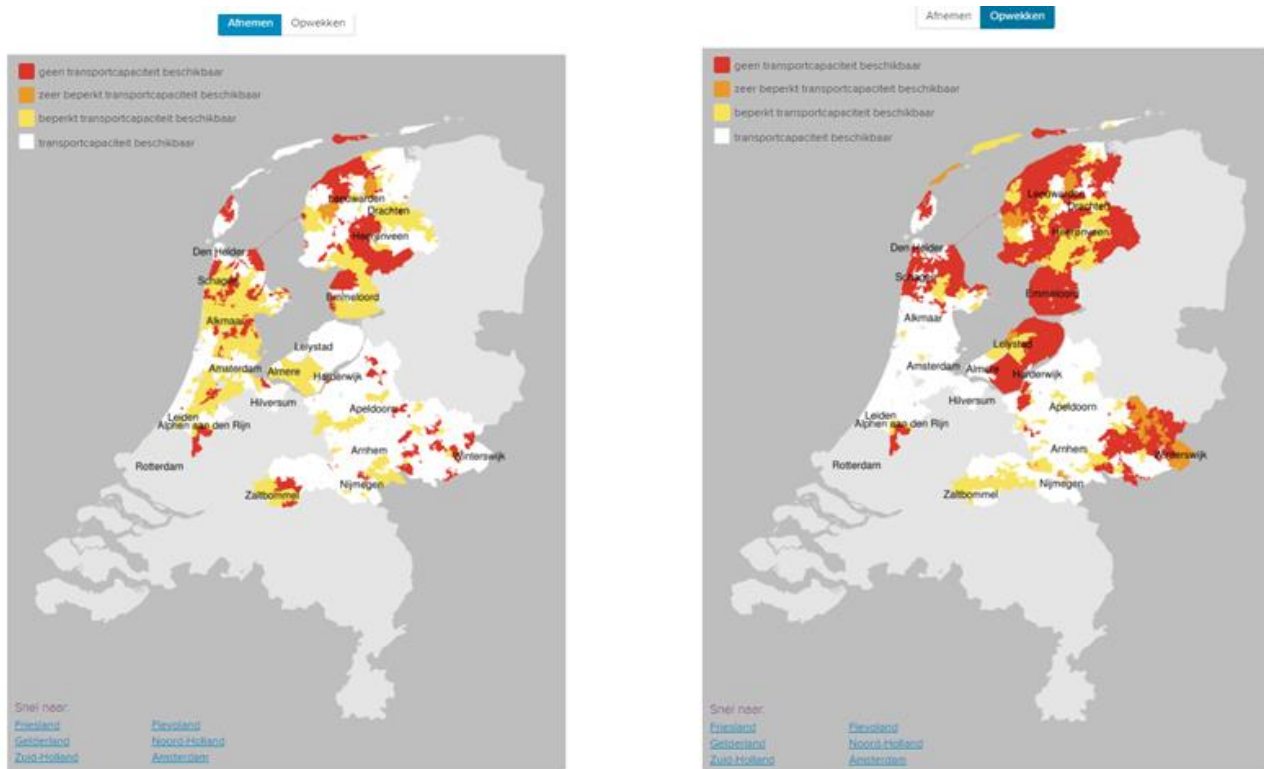 Afnemen Opwekken
geen transportcapaciteit beschikbaar
zeer beperkt transportcapaciteit beschikbaar
beperkt transportcapaciteit beschikbaar
transportcapaciteit beschikbaar
Leeuwarden
Drachten
Heerenveen
Den Helder
Schagen
Emmeloord
Alkmaar
Lelystad
Amsterdam Almere Harderwijk
Hilversum
Leiden Apeldoorn
Alphen aan den Rijn
Arnhem
Rotterdam Winterswijk
Zaltbommel Nijmegen
Snel naar:
Friesland Flevoland
Gelderland Noord-Holland
Zuid-Holland Amsterdam
Afnemen Opwekken
geen transportcapaciteit beschikbaar
zeer beperkt transportcapaciteit beschikbaar
beperkt transportcapaciteit beschikbaar
transportcapaciteit beschikbaar
Leeuwarden
Drachten
Heerenveen
Den Helder
Schagen
Emmeloord
Alkmaar
Lelystad
Amsterdam Almere Harderwijk
Hilversum
Leiden Apeldoorn
Alphen aan den Rijn
Arnhem
Rotterdam Winterswijk
Zaltbommel Nijmegen
Snel naar:
Friesland Flevoland
Gelderland Noord-Holland
Zuid-Holland Amsterdam